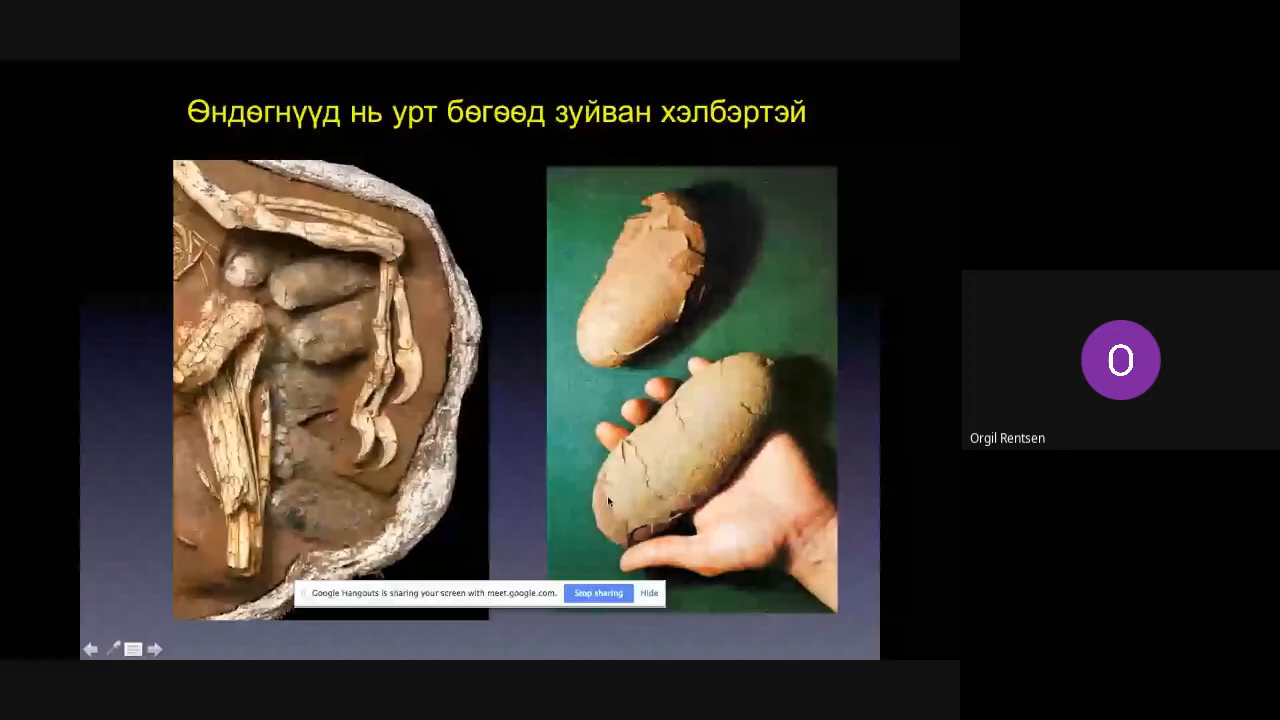 Өндөгнүүд нь урт бөгөөд зуйван хэлбэртэй
Google Hangouts is sharing your screen with meet.google.com. Stop sharing Hide
O
Orgil Rentsen